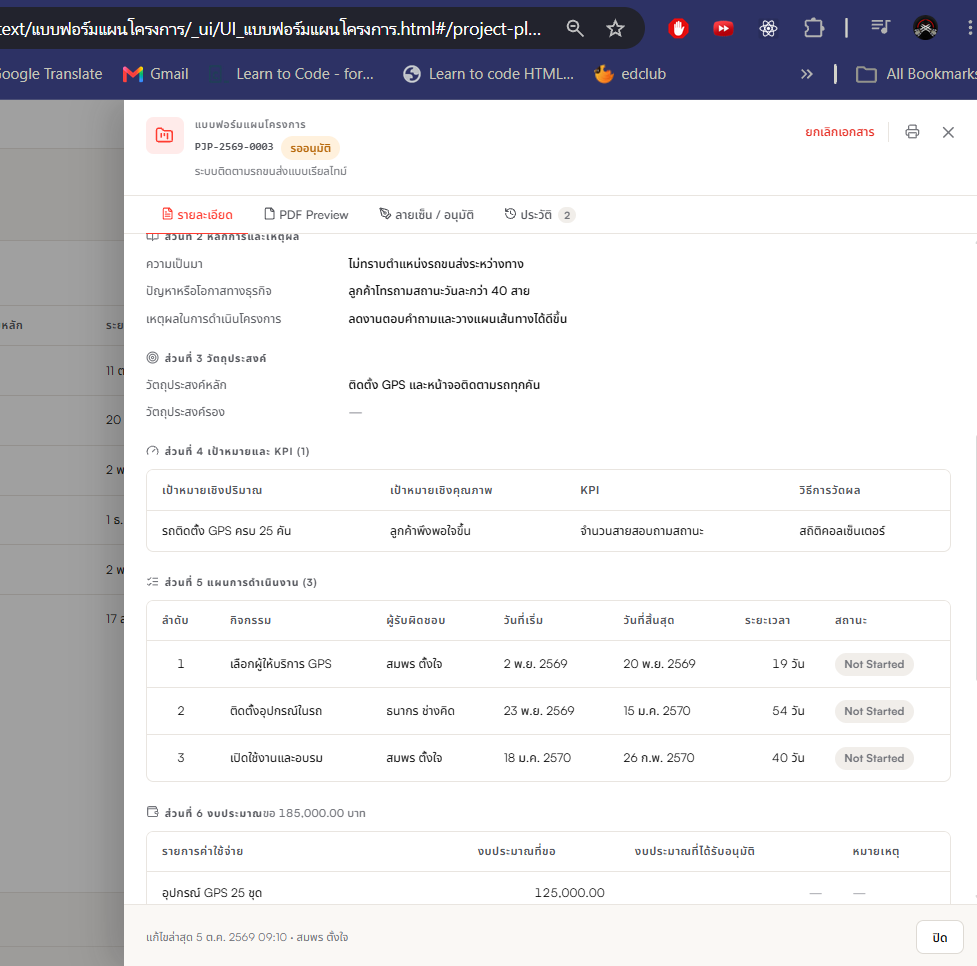 text/แบบฟอร์มแผนโครงการ/_ui/UI_แบบฟอร์มแผนโครงการ.html#/project-pl...
Google Translate Gmail Learn to Code - for... Learn to code HTML... edclub » All Bookmarks
แบบฟอร์มแผนโครงการ
PJP-2569-0003 รออนุมัติ
ระบบติดตามรถขนส่งแบบเรียลไทม์
ยกเลิกเอกสาร
รายละเอียด PDF Preview ลายเซ็น / อนุมัติ ประวัติ 2
ส่วนที่ 2 หลักการและเหตุผล
ความเป็นมา ไม่ทราบตำแหน่งรถขนส่งระหว่างทาง
ปัญหาหรือโอกาสทางธุรกิจ ลูกค้าโทรถามสถานะวันละกว่า 40 สาย
เหตุผลในการดำเนินโครงการ ลดงานตอบคำถามและวางแผนเส้นทางได้ดีขึ้น
ส่วนที่ 3 วัตถุประสงค์
วัตถุประสงค์หลัก ติดตั้ง GPS และหน้าจอติดตามรถทุกคัน
วัตถุประสงค์รอง —
ส่วนที่ 4 เป้าหมายและ KPI (1)
เป้าหมายเชิงปริมาณ เป้าหมายเชิงคุณภาพ KPI วิธีการวัดผล
รถติดตั้ง GPS ครบ 25 คัน ลูกค้าพึงพอใจขึ้น จำนวนสายสอบถามสถานะ สถิติคอลเซ็นเตอร์
ส่วนที่ 5 แผนการดำเนินงาน (3)
ลำดับ กิจกรรม ผู้รับผิดชอบ วันที่เริ่ม วันที่สิ้นสุด ระยะเวลา สถานะ
1 เลือกผู้ให้บริการ GPS สมพร ตั้งใจ 2 พ.ย. 2569 20 พ.ย. 2569 19 วัน Not Started
2 ติดตั้งอุปกรณ์ในรถ ธนากร ช่างคิด 23 พ.ย. 2569 15 ม.ค. 2570 54 วัน Not Started
3 เปิดใช้งานและอบรม สมพร ตั้งใจ 18 ม.ค. 2570 26 ก.พ. 2570 40 วัน Not Started
ส่วนที่ 6 งบประมาณขอ 185,000.00 บาท
รายการค่าใช้จ่าย งบประมาณที่ขอ งบประมาณที่ได้รับอนุมัติ หมายเหตุ
อุปกรณ์ GPS 25 ชุด 125,000.00 — —
แก้ไขล่าสุด 5 ต.ค. 2569 09:10 • สมพร ตั้งใจ
ปิด
หลัก ระย
11 ต
20
2 พ
1 ธ.
2 พ
17 ส